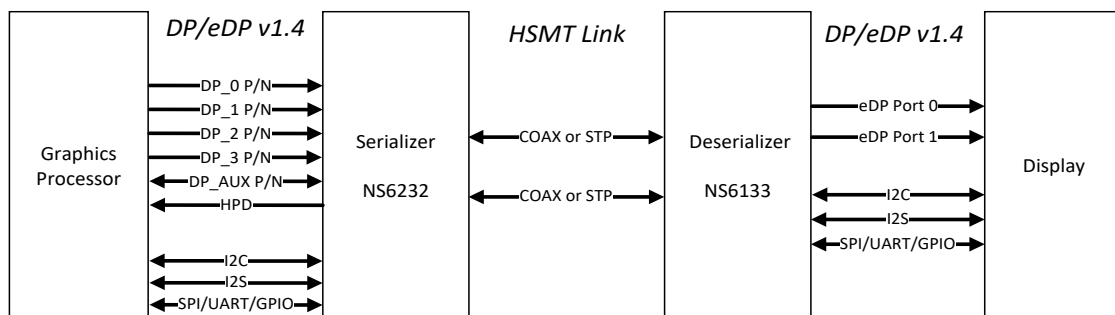 DP/eDP v1.4
HSMT Link
DP/eDP v1.4
Graphics
Processor
DP_0 P/N
DP_1 P/N
DP_2 P/N
DP_3 P/N
DP_AUX P/N
HPD
I2C
I2S
SPI/UART/GPIO
Serializer
NS6232
COAX or STP
COAX or STP
Deserializer
NS6133
eDP Port 0
eDP Port 1
I2C
I2S
SPI/UART/GPIO
Display